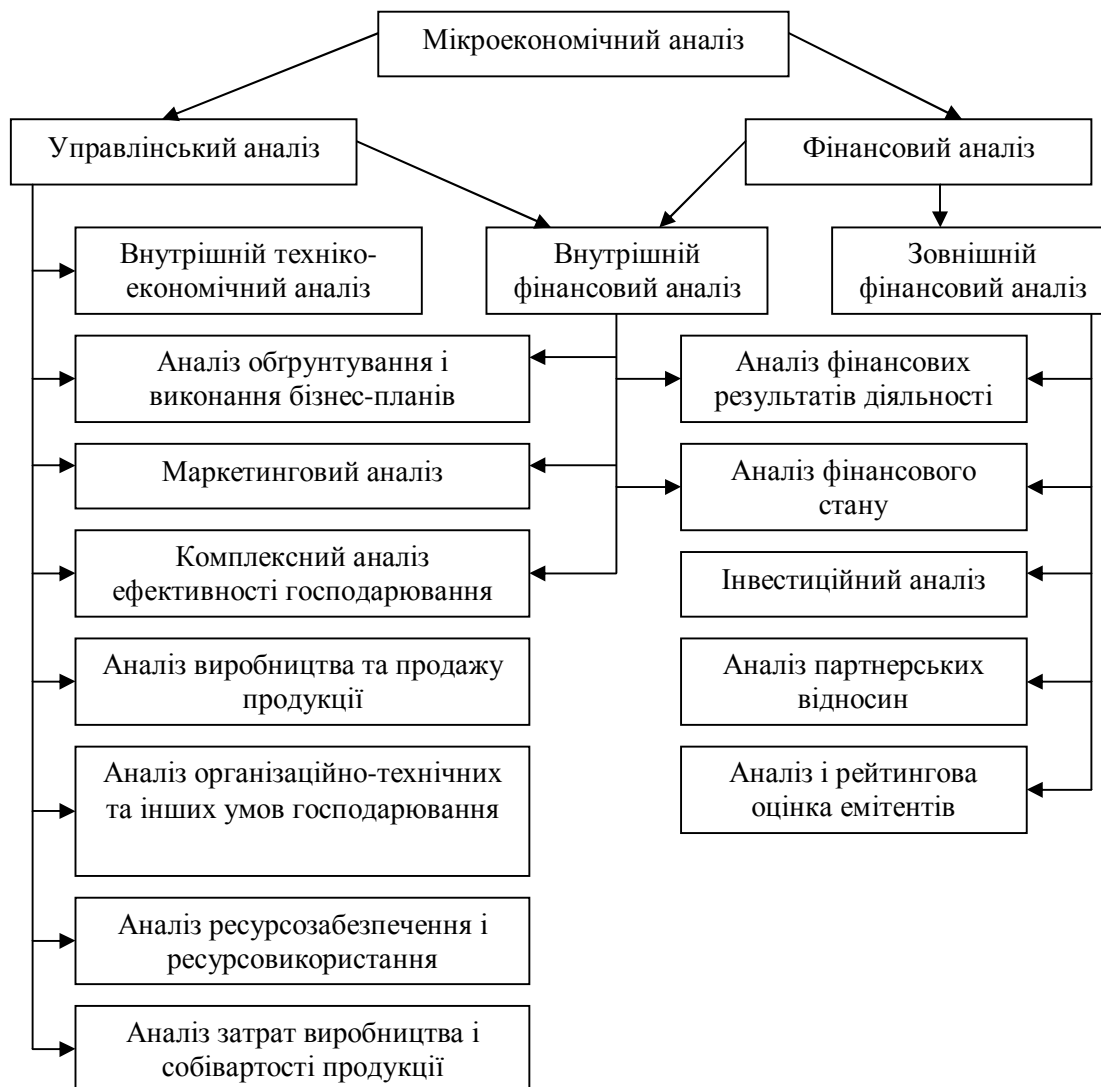 Мікроекономічний аналіз
Управлінський аналіз
Фінансовий аналіз
Внутрішній техніко-
економічний аналіз
Внутрішній
фінансовий аналіз
Зовнішній
фінансовий аналіз
Аналіз обґрунтування і
виконання бізнес-планів
Аналіз фінансових
результатів діяльності
Маркетинговий аналіз
Аналіз фінансового
стану
Комплексний аналіз
ефективності господарювання
Інвестиційний аналіз
Аналіз виробництва та продажу
продукції
Аналіз партнерських
відносин
Аналіз організаційно-технічних
та інших умов господарювання
Аналіз і рейтингова
оцінка емітентів
Аналіз ресурсозабезпечення і
ресурсовикористання
Аналіз затрат виробництва і
собівартості продукції